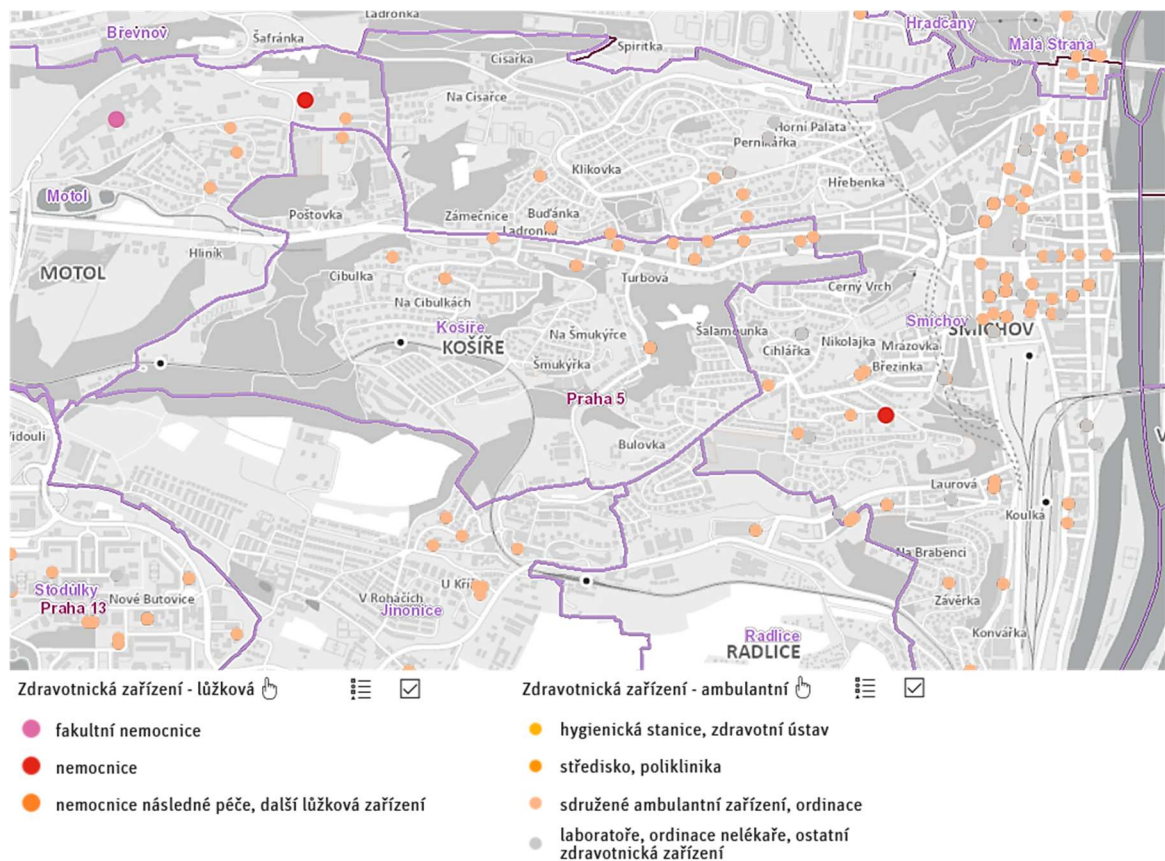 Ladronka
Hradčany
Břevnov
Šafránka
Spiritka
Malá Strana
Cisařka
Na Cisařce
Horní Palata
Perníkářka
Klikovka
Hřebenka
Motol
Poštovka
Zámečnice
Buďánka
Ladronka
Hliník
Turbová
MOTOL
Cibulka
Černý Vrch
Na Cibulkách
Košíře
KOŠÍŘE
Na Šmukýřce
Šalamounka
Smíchov
SMÍCHOV
Nikolajka
Cihlářka
Mrázovka
Šmukýřka
Březinka
Praha 5
Vidouli
Bulovka
V
Laurová
Koulka
Na Brabenci
Stodůlky
Nové Butovice
Praha 13
U Kříž
V Roháčích
Jinonice
Závěrka
Konvářka
Radlice
RADLICE
Zdravotnická zařízení - lůžková
fakultní nemocnice
nemocnice
nemocnice následné péče, další lůžková zařízení
Zdravotnická zařízení - ambulantní
hygienická stanice, zdravotní ústav
středisko, poliklinika
sdružené ambulantní zařízení, ordinace
laboratoře, ordinace nelékaře, ostatní
zdravotnická zařízení